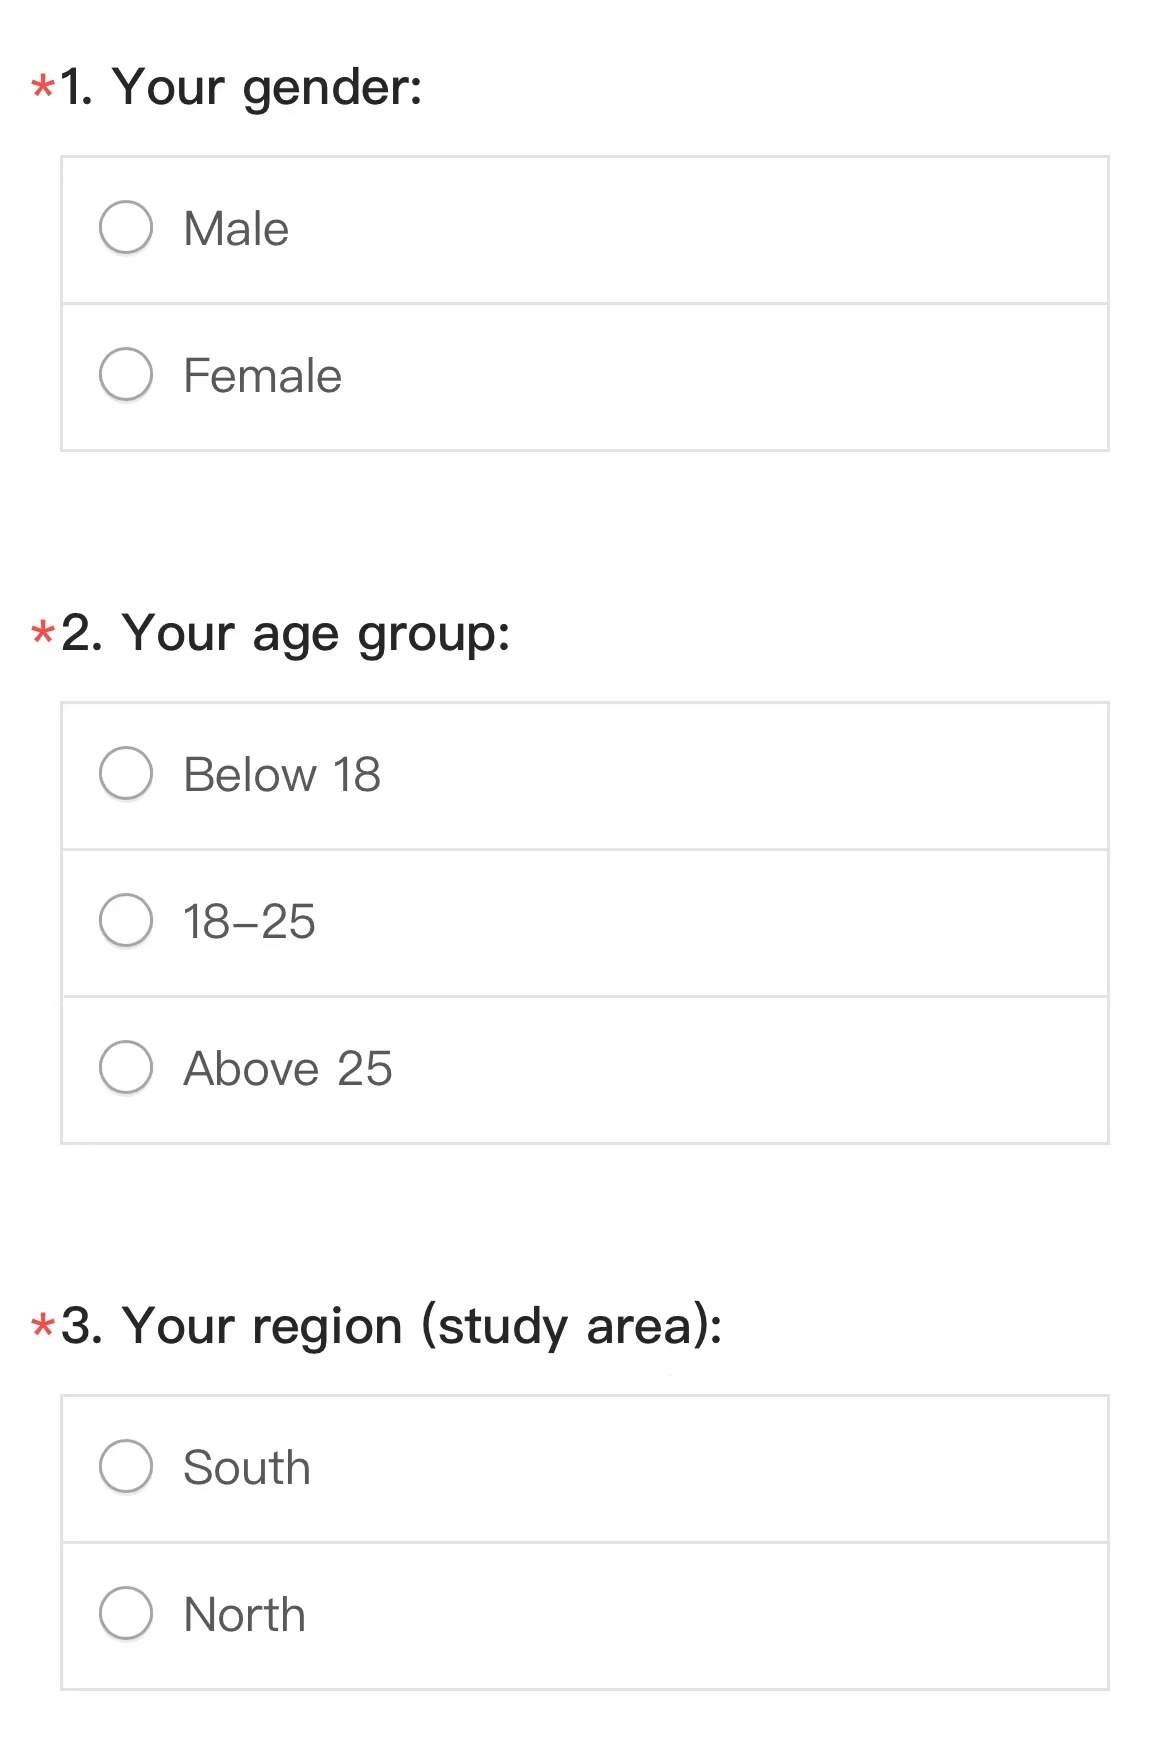 *1. Your gender:
Male
Female
*2. Your age group:
Below 18
18–25
Above 25
*3. Your region (study area):
South
North